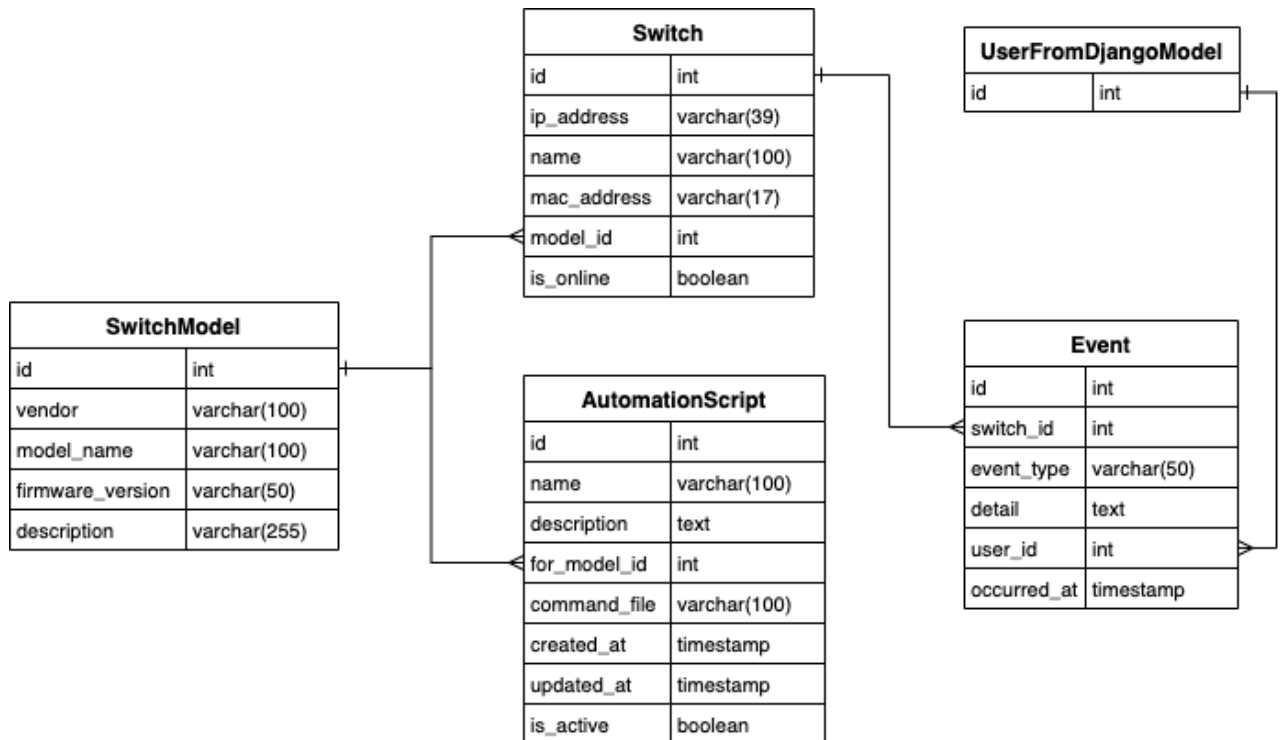 Switch
id int
ip_address varchar(39)
name varchar(100)
mac_address varchar(17)
model_id int
is_online boolean
UserFromDjangoModel
id int
SwitchModel
id int
vendor varchar(100)
model_name varchar(100)
firmware_version varchar(50)
description varchar(255)
AutomationScript
id int
name varchar(100)
description text
for_model_id int
command_file varchar(100)
created_at timestamp
updated_at timestamp
is_active boolean
Event
id int
switch_id int
event_type varchar(50)
detail text
user_id int
occurred_at timestamp